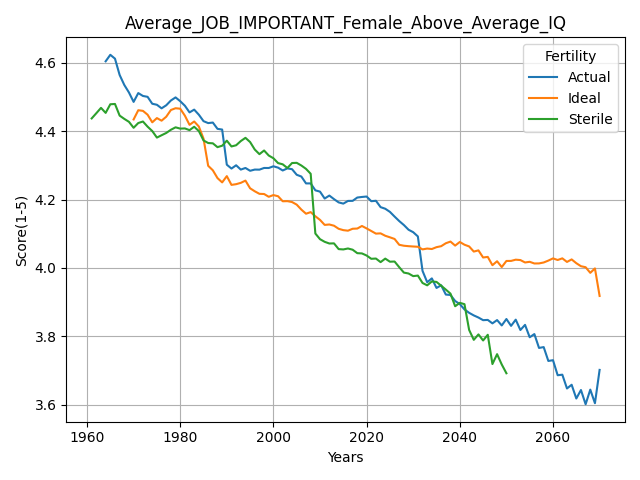 Average_JOB_IMPORTANT_Female_Above_Average_IQ
Fertility
Actual
Ideal
Sterile
Score(1-5)
4.6
4.4
4.2
4.0
3.8
3.6
1960 1980 2000 2020 2040 2060
Years